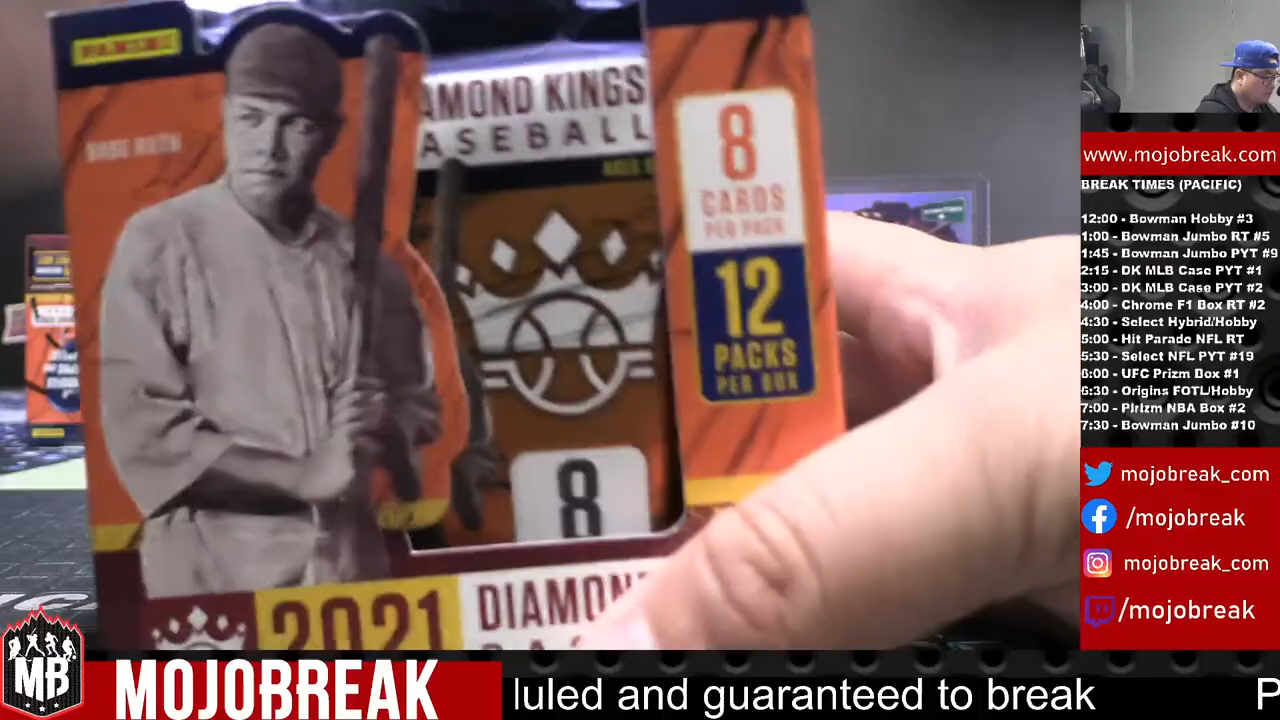 PANINI
BABE RUTH
AMOND KINGS
ASEBALL
8
CARDS
PER PACK
12
PACKS
PER BOX
8
2021
DIAMON
www.mojobreak.com
BREAK TIMES (PACIFIC)
12:00 • Bowman Hobby #3
1:00 • Bowman Jumbo RT #5
1:45 • Bowman Jumbo PYT #9
2:15 • DK MLB Case PYT #1
3:00 • DK MLB Case PYT #2
4:00 • Chrome F1 Box RT #2
4:30 • Select Hybrid/Hobby
5:00 • Hit Parade NFL RT
5:30 • Select NFL PYT #19
6:00 • UFC Prizm Box #1
6:30 • Origins FOTL/Hobby
7:00 • Pirizm NBA Box #2
7:30 • Bowman Jumbo #10
mojobreak_com
/mojobreak
mojobreak_com
/mojobreak
MB
MOJOBREAK
luled and guaranteed to break
P